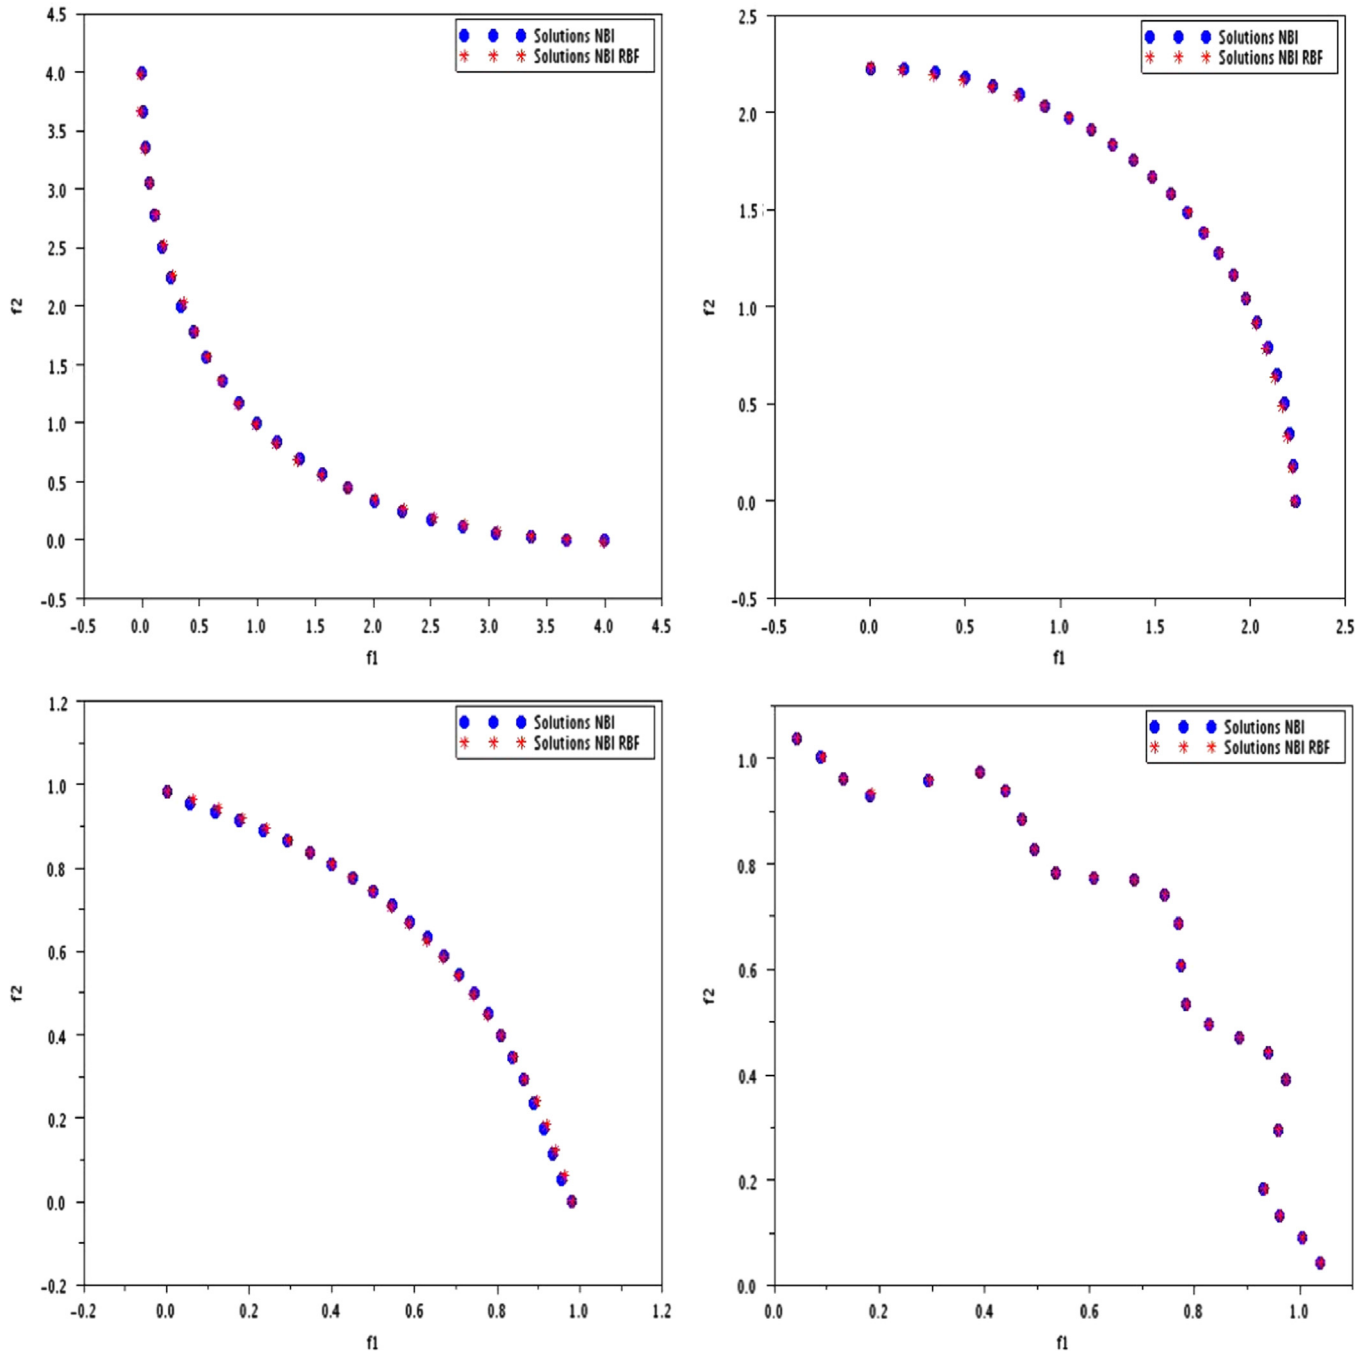 4.5
4.0
3.5
3.0
2.5
2.0
1.5
1.0
0.5
0.0
−0.5
f2
−0.5 0.0 0.5 1.0 1.5 2.0 2.5 3.0 3.5 4.0 4.5
f1
Solutions NBI
Solutions NBI RBF
2.5
2.0
1.5
1.0
0.5
0.0
−0.5
f2
−0.5 0.0 0.5 1.0 1.5 2.0 2.5
f1
Solutions NBI
Solutions NBI RBF
1.2
1.0
0.8
0.6
0.4
0.2
0.0
−0.2
f2
−0.2 0.0 0.2 0.4 0.6 0.8 1.0 1.2
f1
Solutions NBI
Solutions NBI RBF
1.0
0.8
0.6
0.4
0.2
0.0
f2
0.0 0.2 0.4 0.6 0.8 1.0
f1
Solutions NBI
Solutions NBI RBF